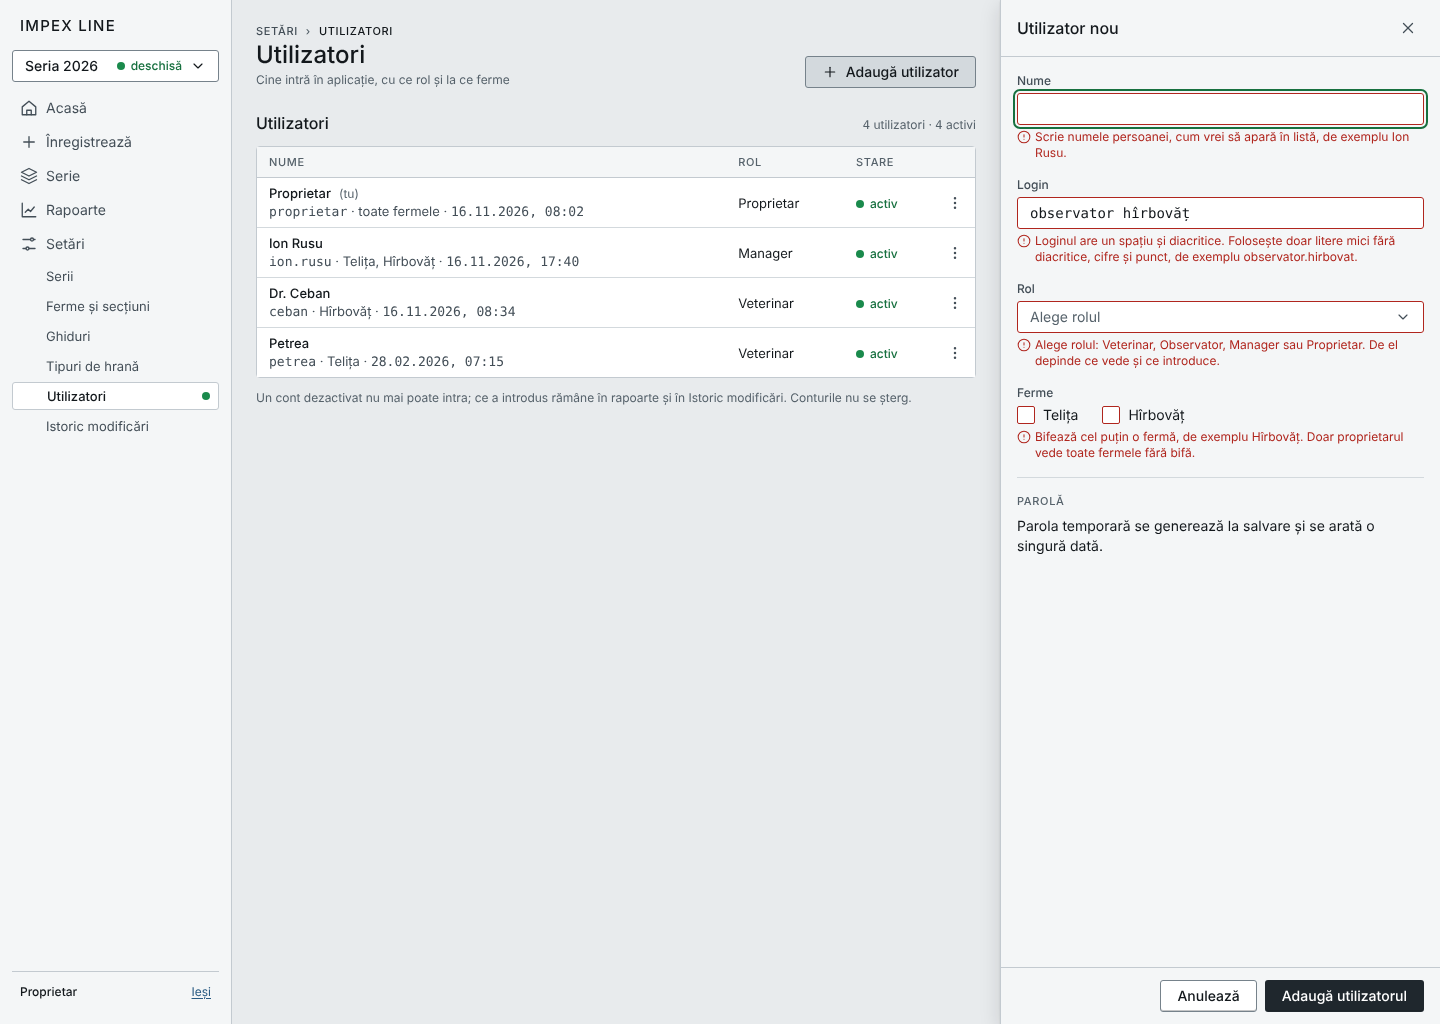 IMPEX LINE
Seria 2026 deschisă
Acasă
Înregistrează
Serie
Rapoarte
Setări
Serii
Ferme și secțiuni
Ghiduri
Tipuri de hrană
Utilizatori
Istoric modificări
Proprietar Ieși
SETĂRI › UTILIZATORI
Utilizatori
Cine intră în aplicație, cu ce rol și la ce ferme
Adaugă utilizator
Utilizatori 4 utilizatori · 4 activi
NUME ROL STARE
Proprietar (tu)
proprietar · toate fermele · 16.11.2026, 08:02
Proprietar activ
Ion Rusu
ion.rusu · Telița, Hîrbovăț · 16.11.2026, 17:40
Manager activ
Dr. Ceban
ceban · Hîrbovăț · 16.11.2026, 08:34
Veterinar activ
Petrea
petrea · Telița · 28.02.2026, 07:15
Veterinar activ
Un cont dezactivat nu mai poate intra; ce a introdus rămâne în rapoarte și în Istoric modificări. Conturile nu se șterg.
Utilizator nou
Nume
Scrie numele persoanei, cum vrei să apară în listă, de exemplu Ion
Rusu.
Login
observator hîrbovăț
Loginul are un spațiu și diacritice. Folosește doar litere mici fără
diacritice, cifre și punct, de exemplu observator.hirbovat.
Rol
Alege rolul
Alege rolul: Veterinar, Observator, Manager sau Proprietar. De el
depinde ce vede și ce introduce.
Ferme
Telița Hîrbovăț
Bifează cel puțin o fermă, de exemplu Hîrbovăț. Doar proprietarul
vede toate fermele fără bifă.
PAROLĂ
Parola temporară se generează la salvare și se arată o
singură dată.
Anulează Adaugă utilizatorul